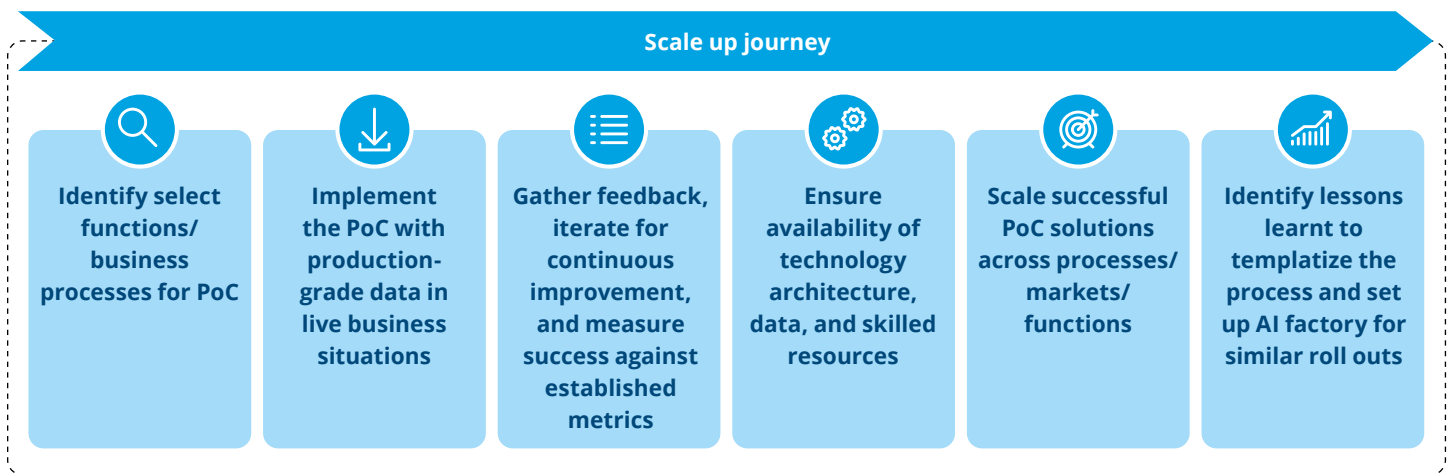 Scale up journey
Identify select
functions/
business
processes for PoC
Implement
the PoC with
production-
grade data in
live business
situations
Gather feedback,
iterate for
continuous
improvement,
and measure
success against
established
metrics
Ensure
availability of
technology
architecture,
data, and skilled
resources
Scale successful
PoC solutions
across processes/
markets/
functions
Identify lessons
learnt to
templatize the
process and set
up AI factory for
similar roll outs